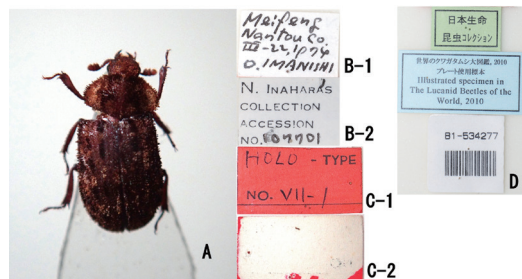 Meifeng
Nantou Co
III-22, 1974
O. IMANISHI
B-1
N. INAHARAS
COLLECTION
ACCESSION
NO.
B-2
HOLO - TYPE
NO. VII-1
C-1
C-2
A
日本生命
昆虫コレクション
世界のクワガタムシ大図鑑, 2010
プレート使用標本
Illustrated specimen in
The Lucanid Beetles of the
World, 2010
81-534277
D